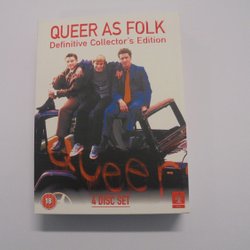 QUEER AS FOLK
Definitive Collector's Edition
queer
18
4 DISC SET